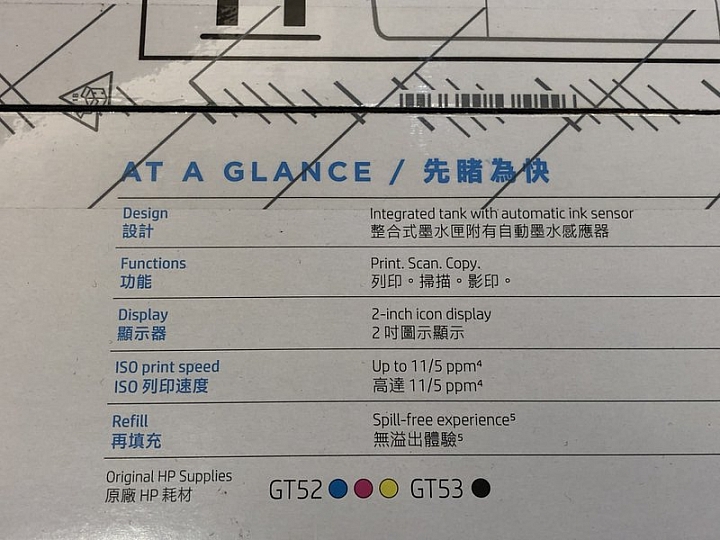 AT A GLANCE / 先賭為快
Design
設計
Integrated tank with automatic ink sensor
整合式墨水匣附有自動墨水感應器
Functions
功能
Print. Scan. Copy.
列印。掃描。影印。
Display
顯示器
2-inch icon display
2 吋圖示顯示
ISO print speed
ISO 列印速度
Up to 11/5 ppm⁴
高達 11/5 ppm⁴
Refill
再填充
Spill-free experience⁵
無溢出體驗⁵
Original HP Supplies
原廠 HP 耗材
GT52 GT53